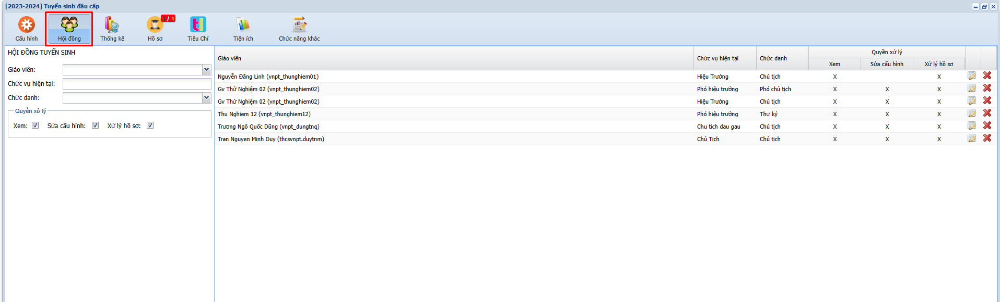 [2023-2024] Tuyển sinh đầu cấp
Cấu hình
Hội đồng
Thống kê
1 / 1
Hồ sơ
Tiêu Chí
Tiện ích
Chức năng khác
HỘI ĐỒNG TUYỂN SINH
Giáo viên:
Chức vụ hiện tại:
Chức danh:
Quyền xử lý
Xem: Sửa cấu hình: Xử lý hồ sơ:
Giáo viên Chức vụ hiện tại Chức danh Quyền xử lý
Xem Sửa cấu hình Xử lý hồ sơ
Nguyễn Đăng Linh (vnpt_thunghiem01) Hiệu Trưởng Chủ tịch X X
Gv Thử Nghiệm 02 (vnpt_thunghiem02) Phó hiệu trưởng Phó chủ tịch X X X
Gv Thử Nghiệm 02 (vnpt_thunghiem02) Hiệu Trưởng Chủ tịch X X X
Thu Nghiem 12 (vnpt_thunghiem12) Phó hiệu trưởng Thư ký X X X
Trương Ngô Quốc Dũng (vnpt_dungtnq) Chu tich dau gau Chủ tịch X X X
Tran Nguyen Minh Duy (thcsvnpt.duytnm) Chủ Tịch Chủ tịch X X X